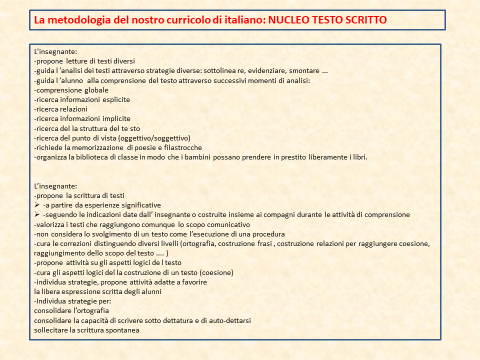 La metodologia del nostro curricolo di italiano: NUCLEO TESTO SCRITTO
L'insegnante:
-propone letture di testi diversi
-guida l 'analisi dei testi attraverso strategie diverse: sottolinea re, evidenziare, smontare ...
-guida l 'alunno alla comprensione del testo attraverso successivi momenti di analisi:
-comprensione globale
-ricerca informazioni esplicite
-ricerca relazioni
-ricerca informazioni implicite
-ricerca del la struttura del te sto
-ricerca del punto di vista (oggettivo/soggettivo)
-richiede la memorizzazione di poesie e filastrocche
-organizza la biblioteca di classe in modo che i bambini possano prendere in prestito liberamente i libri.
L'insegnante:
-propone la scrittura di testi
➤ -a partire da esperienze significative
➤ -seguendo le indicazioni date dall' insegnante o costruite insieme ai compagni durante le attività di comprensione
-valorizza i testi che raggiungono comunque lo scopo comunicativo
-non considera lo svolgimento di un testo come l'esecuzione di una procedura
-cura le correzioni distinguendo diversi livelli (ortografia, costruzione frasi , costruzione relazioni per raggiungere coesione,
raggiungimento dello scopo del testo ..... )
-propone attività su gli aspetti logici de l testo
-cura gli aspetti logici del la costruzione di un testo (coesione)
-individua strategie, propone attività adatte a favorire
la libera espressione scritta degli alunni
-Individua strategie per:
consolidare l'ortografia
consolidare la capacità di scrivere sotto dettatura e di auto-dettarsi
sollecitare la scrittura spontanea